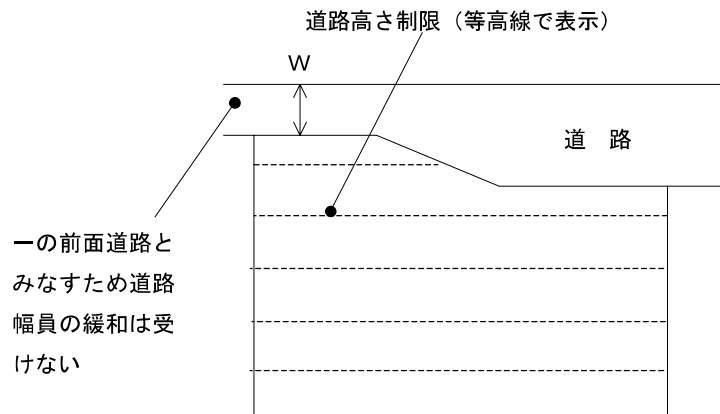 道路高さ制限（等高線で表示）
W
道　路
一の前面道路と
みなすため道路
幅員の緩和は受
けない